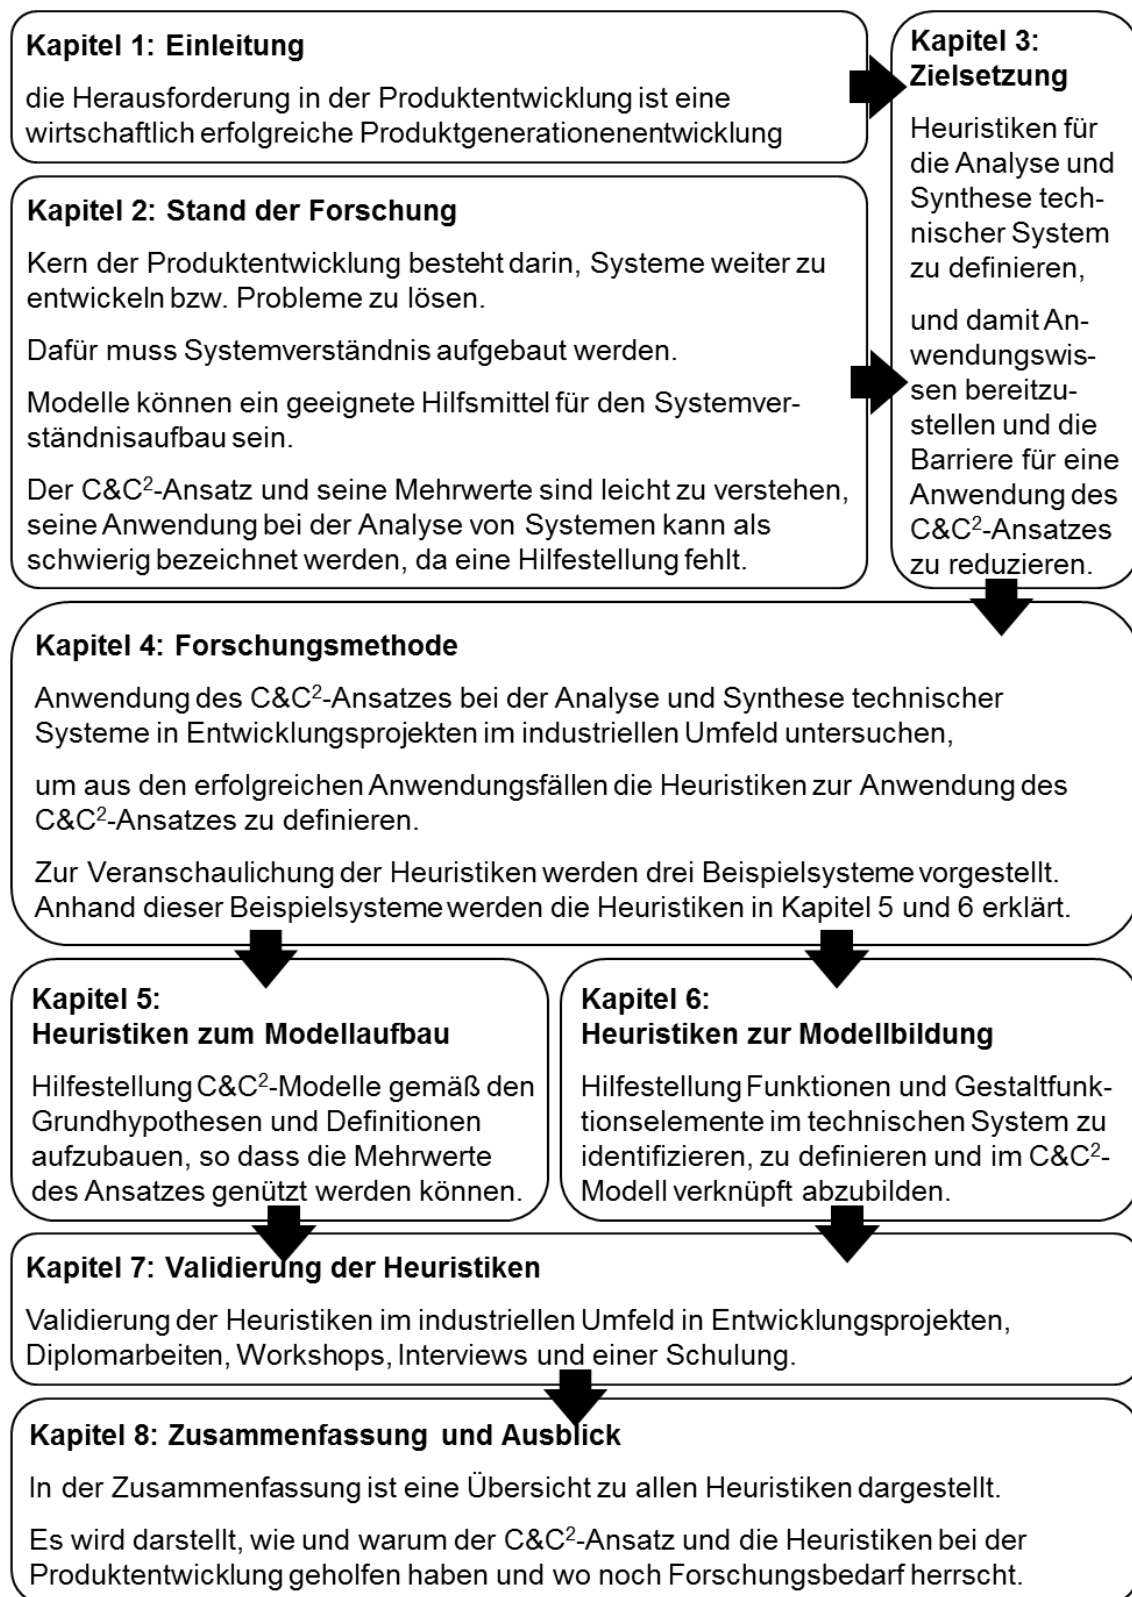 Kapitel 1: Einleitung
die Herausforderung in der Produktentwicklung ist eine
wirtschaftlich erfolgreiche Produktgenerationenentwicklung
Kapitel 2: Stand der Forschung
Kern der Produktentwicklung besteht darin, Systeme weiter zu
entwickeln bzw. Probleme zu lösen.
Dafür muss Systemverständnis aufgebaut werden.
Modelle können ein geeignete Hilfsmittel für den Systemver-
ständnisaufbau sein.
Der C&C²-Ansatz und seine Mehrwerte sind leicht zu verstehen,
seine Anwendung bei der Analyse von Systemen kann als
schwierig bezeichnet werden, da eine Hilfestellung fehlt.
Kapitel 3:
Zielsetzung
Heuristiken für
die Analyse und
Synthese tech-
nischer System
zu definieren,
und damit An-
wendungswis-
sen bereitzu-
stellen und die
Barriere für eine
Anwendung des
C&C²-Ansatzes
zu reduzieren.
Kapitel 4: Forschungsmethode
Anwendung des C&C²-Ansatzes bei der Analyse und Synthese technischer
Systeme in Entwicklungsprojekten im industriellen Umfeld untersuchen,
um aus den erfolgreichen Anwendungsfällen die Heuristiken zur Anwendung des
C&C²-Ansatzes zu definieren.
Zur Veranschaulichung der Heuristiken werden drei Beispielsysteme vorgestellt.
Anhand dieser Beispielsysteme werden die Heuristiken in Kapitel 5 und 6 erklärt.
Kapitel 5:
Heuristiken zum Modellaufbau
Hilfestellung C&C²-Modelle gemäß den
Grundhypothesen und Definitionen
aufzubauen, so dass die Mehrwerte
des Ansatzes genützt werden können.
Kapitel 6:
Heuristiken zur Modellbildung
Hilfestellung Funktionen und Gestaltfunk-
tionselemente im technischen System zu
identifizieren, zu definieren und im C&C²-
Modell verknüpft abzubilden.
Kapitel 7: Validierung der Heuristiken
Validierung der Heuristiken im industriellen Umfeld in Entwicklungsprojekten,
Diplomarbeiten, Workshops, Interviews und einer Schulung.
Kapitel 8: Zusammenfassung und Ausblick
In der Zusammenfassung ist eine Übersicht zu allen Heuristiken dargestellt.
Es wird darstellt, wie und warum der C&C²-Ansatz und die Heuristiken bei der
Produktentwicklung geholfen haben und wo noch Forschungsbedarf herrscht.